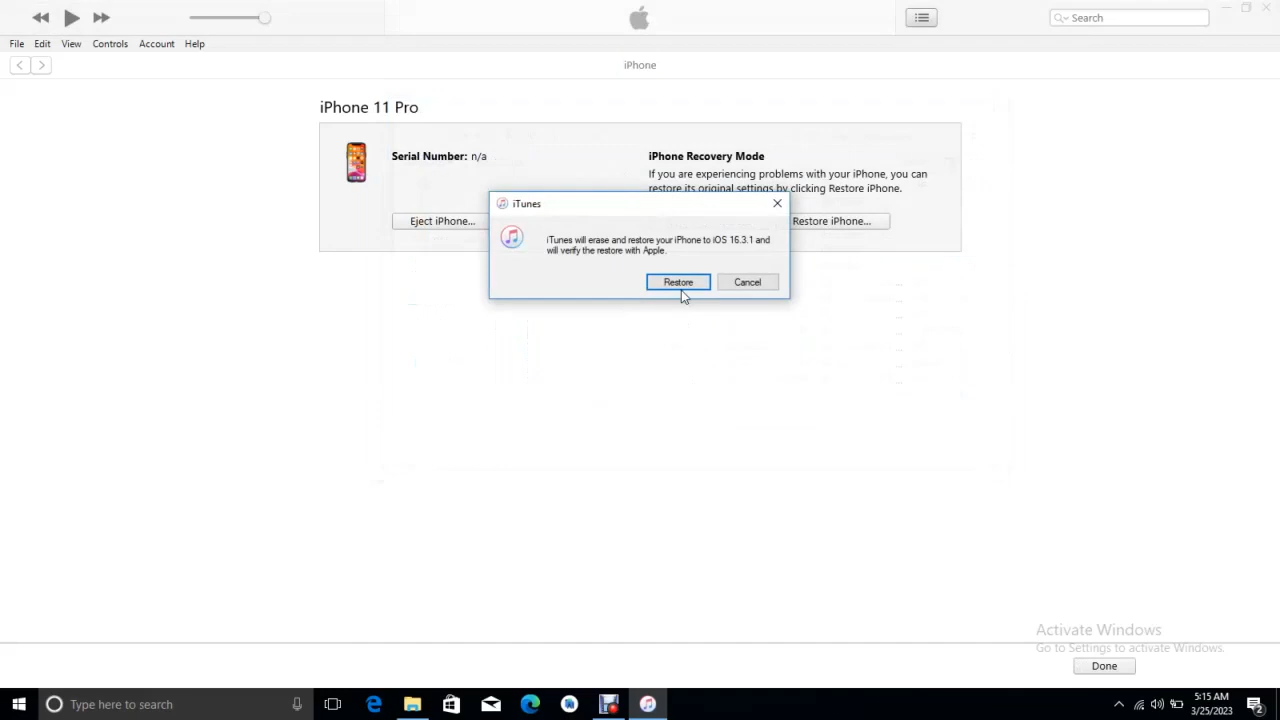 Search
File Edit View Controls Account Help
iPhone
iPhone 11 Pro
Serial Number: n/a
iPhone Recovery Mode
If you are experiencing problems with your iPhone, you can
restore its original settings by clicking Restore iPhone.
Eject iPhone...
Restore iPhone...
iTunes
iTunes will erase and restore your iPhone to iOS 16.3.1 and
will verify the restore with Apple.
Restore Cancel
Activate Windows
Go to Settings to activate Windows.
Done
Type here to search
5:15 AM
3/25/2023
2